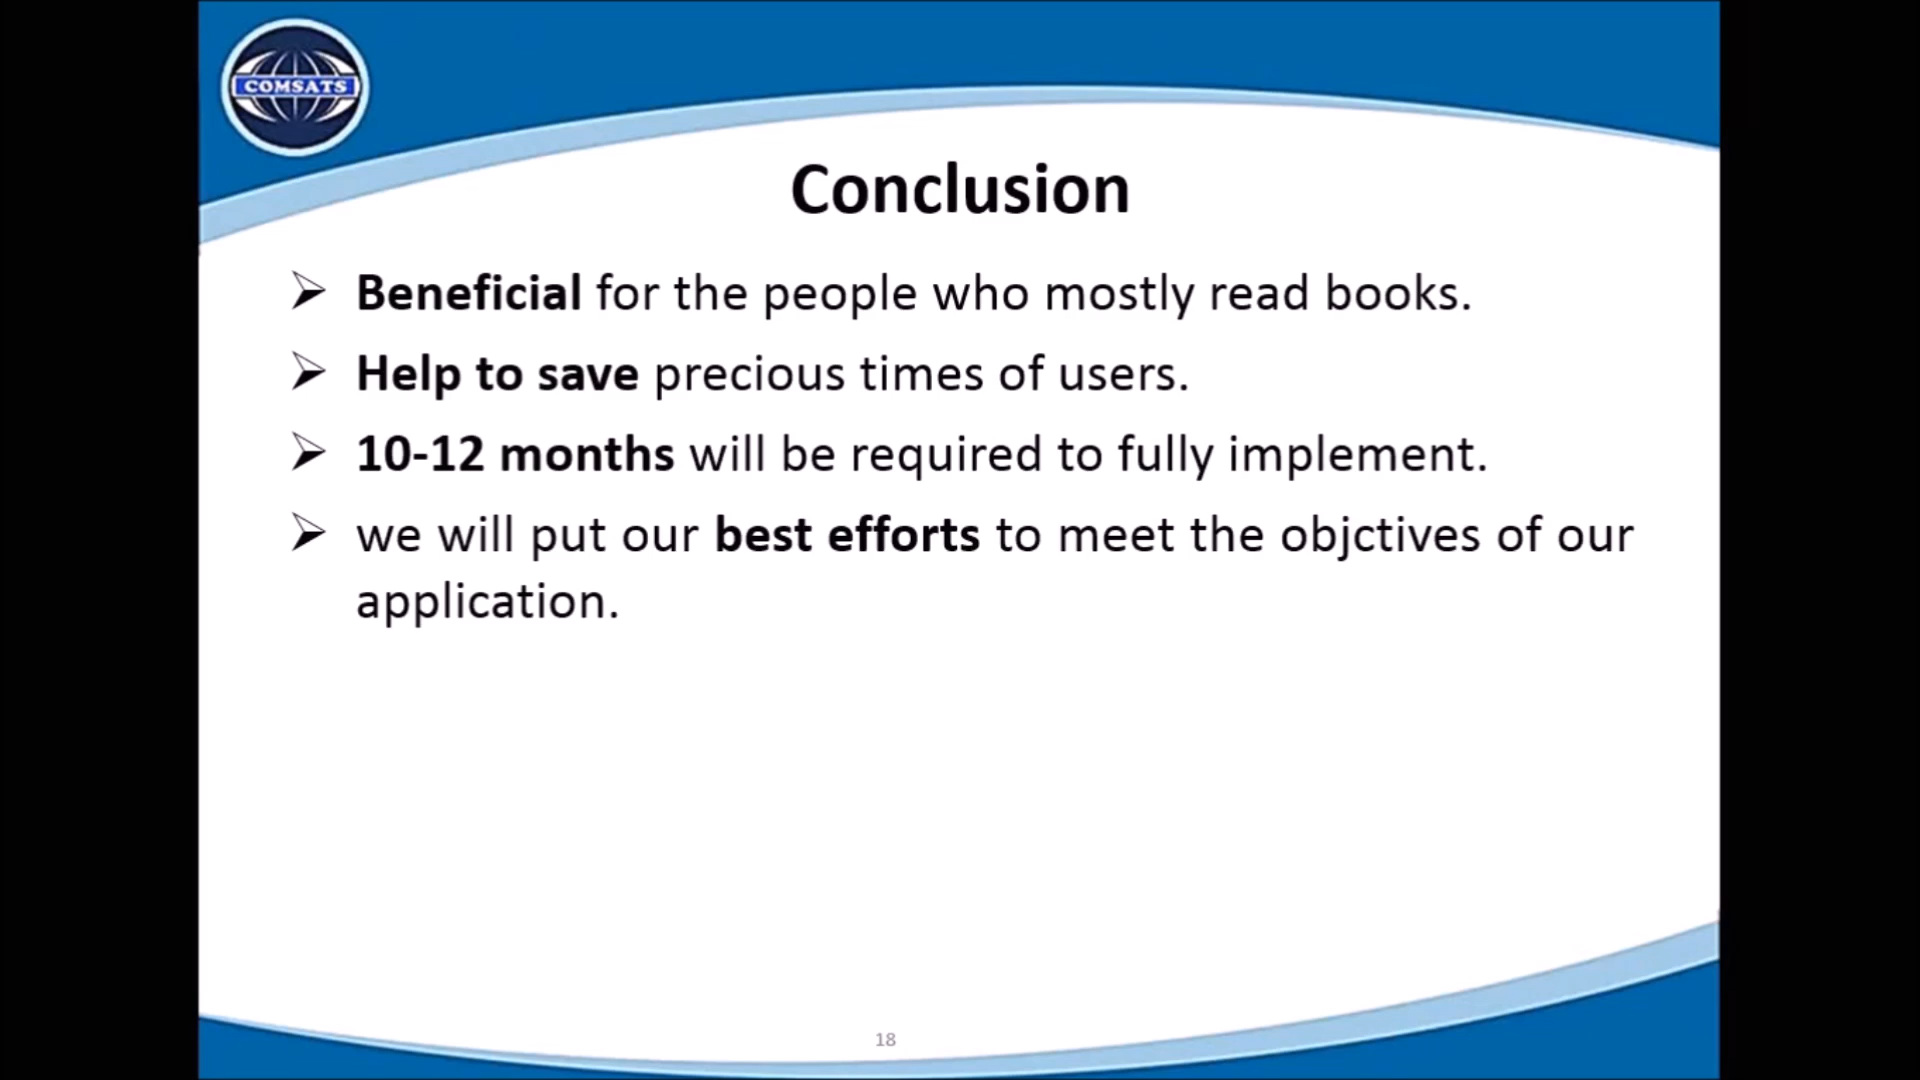 COMSATS
Conclusion
➢ Beneficial for the people who mostly read books.
➢ Help to save precious times of users.
➢ 10-12 months will be required to fully implement.
➢ we will put our best efforts to meet the objctives of our
application.
18